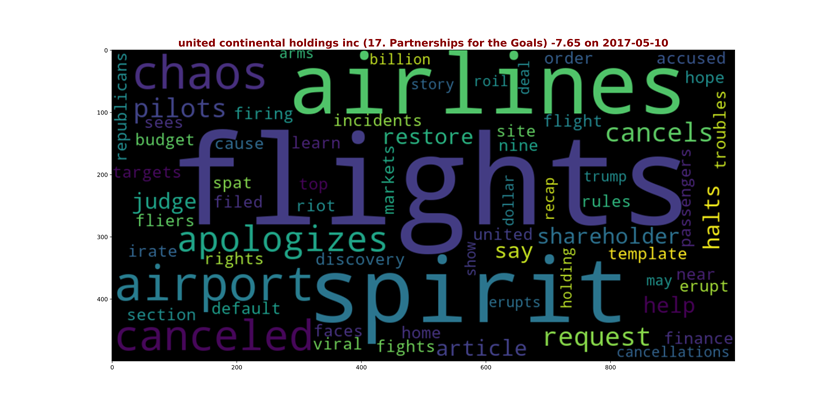 united continental holdings inc (17. Partnerships for the Goals) -7.65 on 2017-05-10
0
100
200
300
400
0
200
400
600
800
republicans
arms
billion
order
accused
chaos
airlines
story
roil
deal
hope
troubles
pilots
firing
sees
incidents
flight
budget
cause
learn
markets
restore
site
nine
cancels
targets
flights
spat
top
trump
passengers
judge
filed
riot
dollar
recap
rules
halts
fliers
apologizes
united
shareholder
irate
rights
discovery
show
say
template
airport
spirit
holding
erupts
may
near
erupt
section
default
help
canceled
faces
home
request
finance
viral
fights
article
cancellations